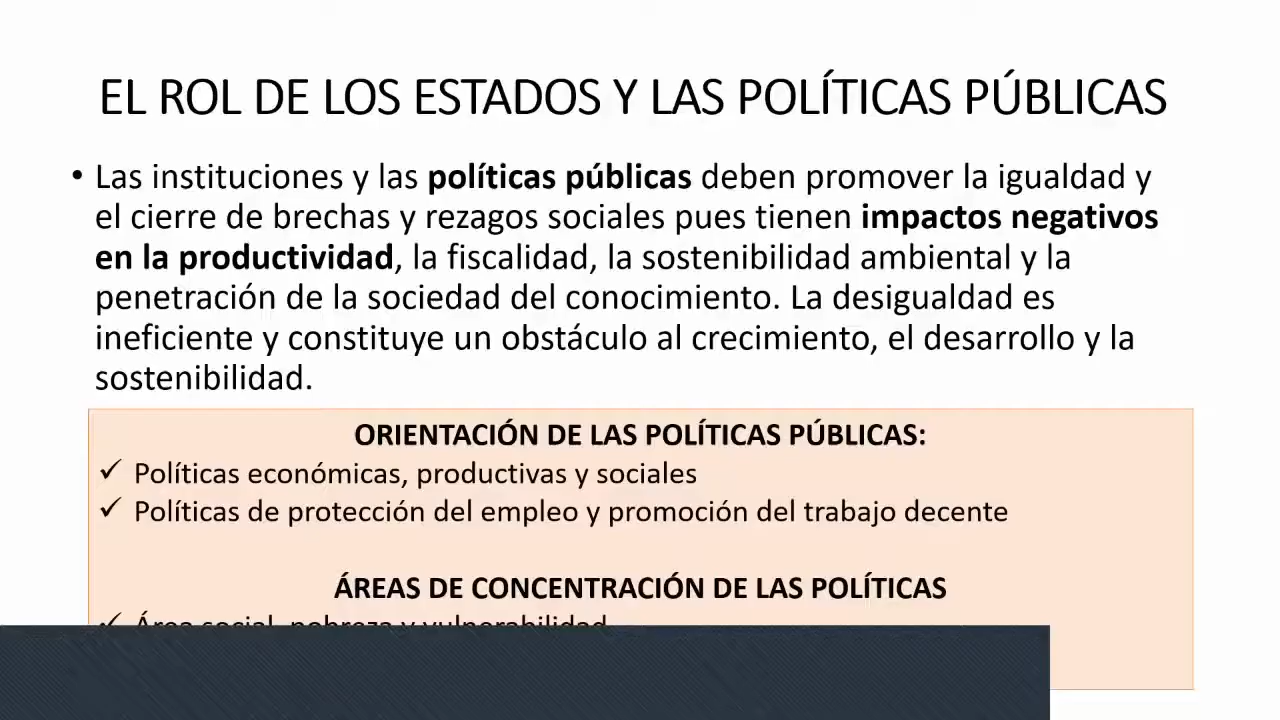 EL ROL DE LOS ESTADOS Y LAS POLÍTICAS PÚBLICAS
• Las instituciones y las políticas públicas deben promover la igualdad y
el cierre de brechas y rezagos sociales pues tienen impactos negativos
en la productividad, la fiscalidad, la sostenibilidad ambiental y la
penetración de la sociedad del conocimiento. La desigualdad es
ineficiente y constituye un obstáculo al crecimiento, el desarrollo y la
sostenibilidad.
ORIENTACIÓN DE LAS POLÍTICAS PÚBLICAS:
✓ Políticas económicas, productivas y sociales
✓ Políticas de protección del empleo y promoción del trabajo decente
ÁREAS DE CONCENTRACIÓN DE LAS POLÍTICAS
✓ Área social, pobreza y vulnerabilidad